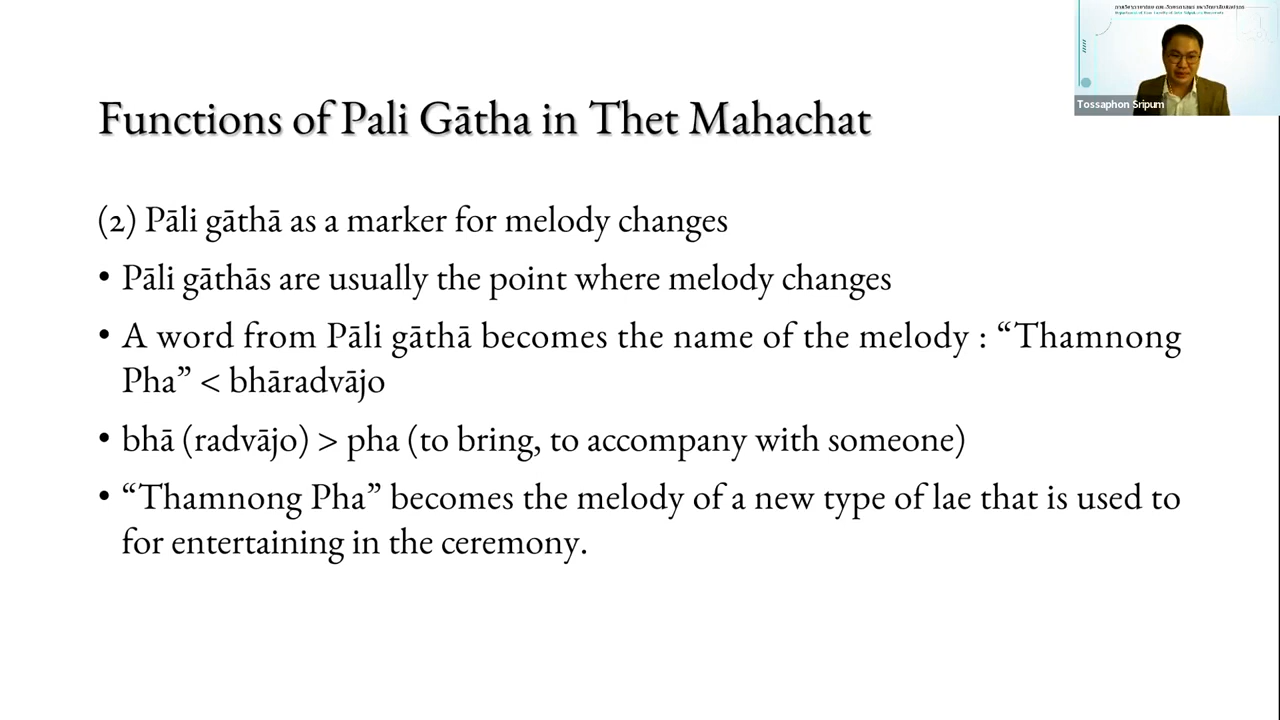 Functions of Pali Gātha in Thet Mahachat
(2) Pāli gāthā as a marker for melody changes
• Pāli gāthās are usually the point where melody changes
• A word from Pāli gāthā becomes the name of the melody : “Thamnong
Pha” < bhāradvājo
• bhā (radvājo) > pha (to bring, to accompany with someone)
• “Thamnong Pha” becomes the melody of a new type of lae that is used to
for entertaining in the ceremony.
Tossaphon Sripum